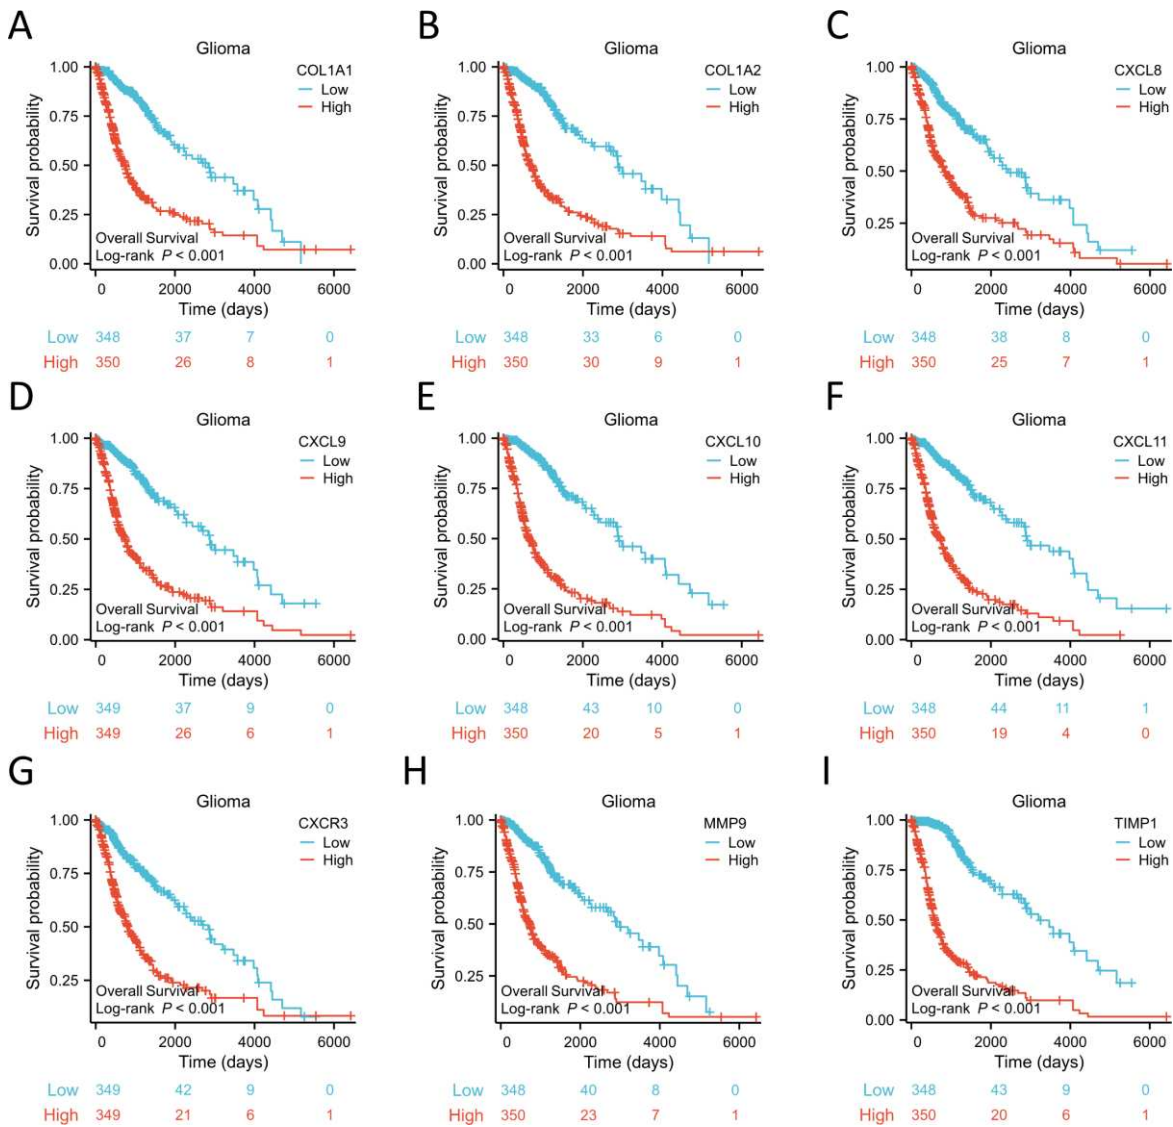 A
Glioma
COL1A1
Low
High
Survival probability
1.00
0.75
0.50
0.25
0.00
Overall Survival
Log-rank P < 0.001
0 2000 4000 6000
Time (days)
Low 348 37 7 0
High 350 26 8 1
B
Glioma
COL1A2
Low
High
Survival probability
1.00
0.75
0.50
0.25
0.00
Overall Survival
Log-rank P < 0.001
0 2000 4000 6000
Time (days)
Low 348 33 6 0
High 350 30 9 1
C
Glioma
CXCL8
Low
High
Survival probability
1.00
0.75
0.50
0.25
Overall Survival
Log-rank P < 0.001
0 2000 4000 6000
Time (days)
Low 348 38 8 0
High 350 25 7 1
D
Glioma
CXCL9
Low
High
Survival probability
1.00
0.75
0.50
0.25
0.00
Overall Survival
Log-rank P < 0.001
0 2000 4000 6000
Time (days)
Low 349 37 9 0
High 349 26 6 1
E
Glioma
CXCL10
Low
High
Survival probability
1.00
0.75
0.50
0.25
0.00
Overall Survival
Log-rank P < 0.001
0 2000 4000 6000
Time (days)
Low 348 43 10 0
High 350 20 5 1
F
Glioma
CXCL11
Low
High
Survival probability
1.00
0.75
0.50
0.25
0.00
Overall Survival
Log-rank P < 0.001
0 2000 4000 6000
Time (days)
Low 348 44 11 1
High 350 19 4 0
G
Glioma
CXCR3
Low
High
Survival probability
1.00
0.75
0.50
0.25
Overall Survival
Log-rank P < 0.001
0 2000 4000 6000
Time (days)
Low 349 42 9 0
High 349 21 6 1
H
Glioma
MMP9
Low
High
Survival probability
1.00
0.75
0.50
0.25
Overall Survival
Log-rank P < 0.001
0 2000 4000 6000
Time (days)
Low 348 40 8 0
High 350 23 7 1
I
Glioma
TIMP1
Low
High
Survival probability
1.00
0.75
0.50
0.25
0.00
Overall Survival
Log-rank P < 0.001
0 2000 4000 6000
Time (days)
Low 348 43 9 0
High 350 20 6 1